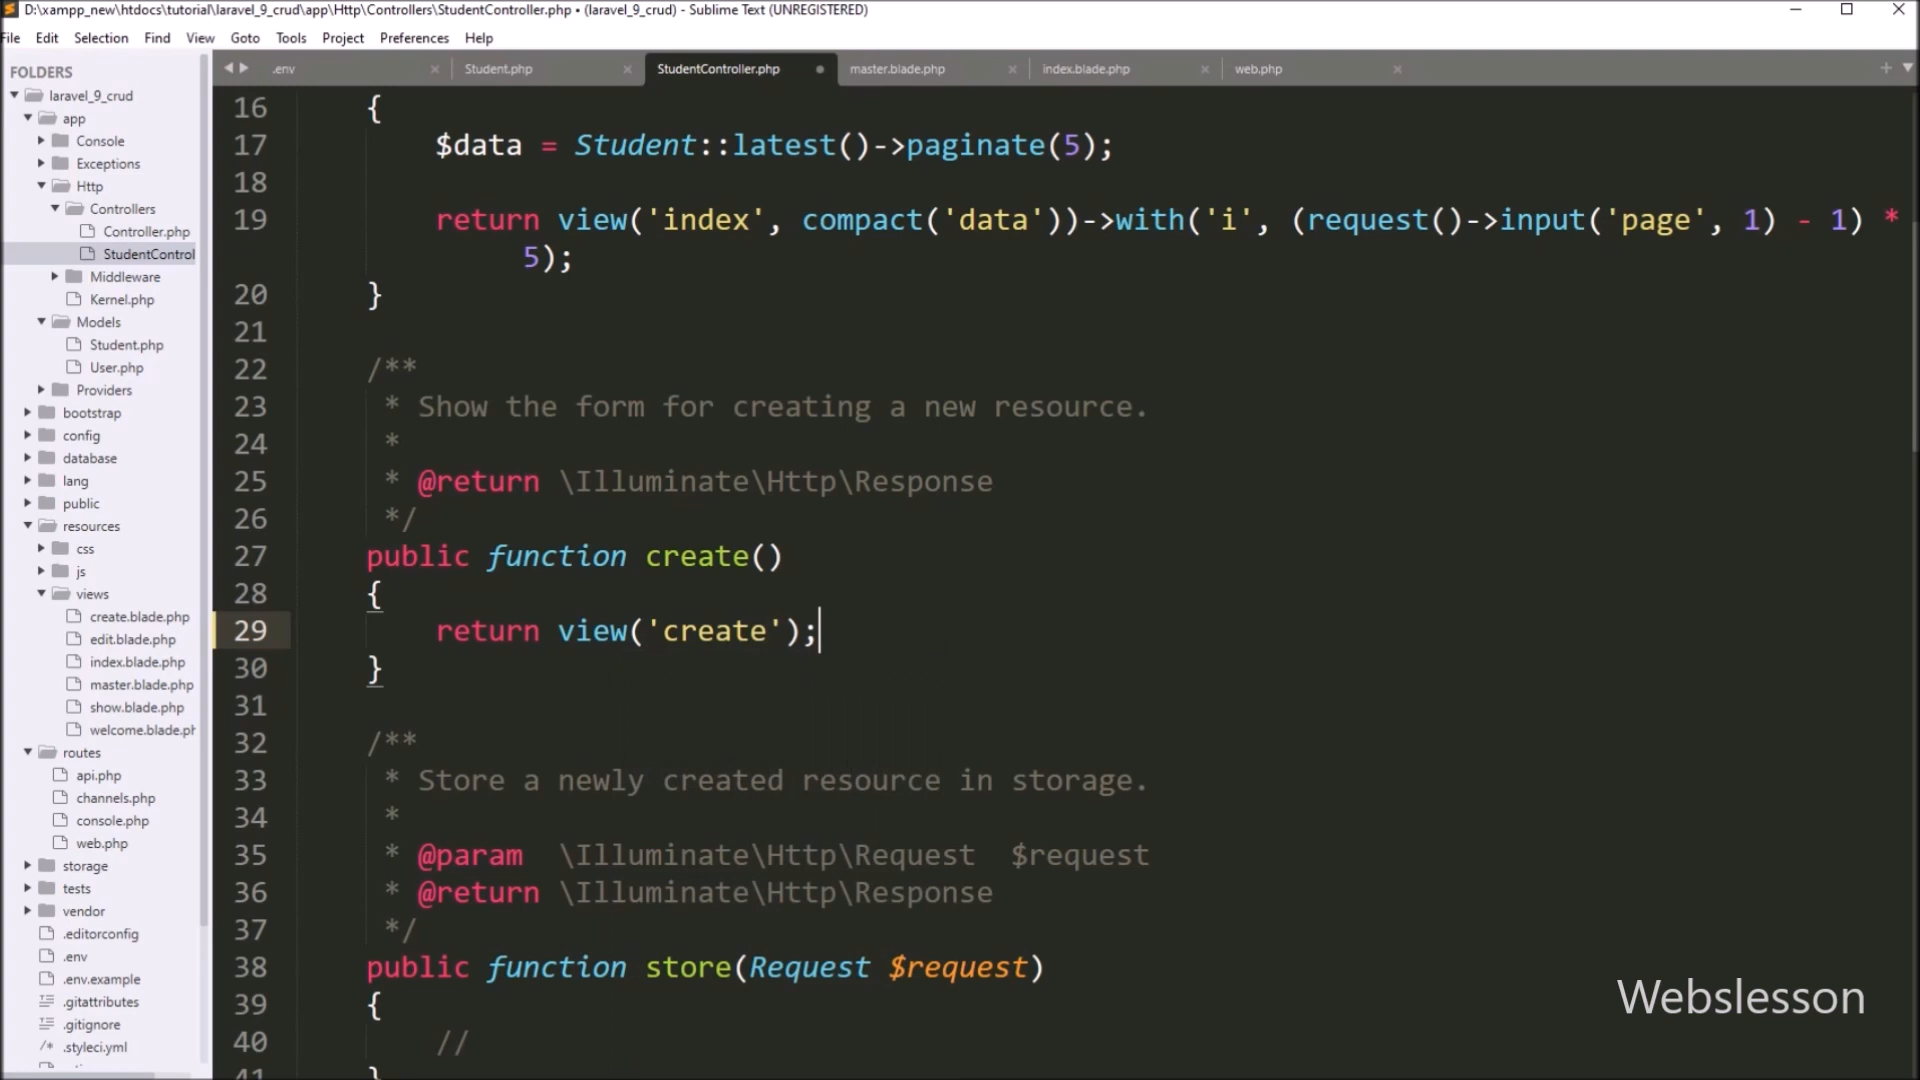 D:\xampp_new\htdocs\tutorial\laravel_9_crud\app\Http\Controllers\StudentController.php • (laravel_9_crud) - Sublime Text (UNREGISTERED)
File Edit Selection Find View Goto Tools Project Preferences Help
FOLDERS
laravel_9_crud
app
Console
Exceptions
Http
Controllers
Controller.php
StudentControl
Middleware
Kernel.php
Models
Student.php
User.php
Providers
bootstrap
config
database
lang
public
resources
css
js
views
create.blade.php
edit.blade.php
index.blade.php
master.blade.php
show.blade.php
welcome.blade.ph
routes
api.php
channels.php
console.php
web.php
storage
tests
vendor
.editorconfig
.env
.env.example
.gitattributes
.gitignore
.styleci.yml
.env Student.php StudentController.php master.blade.php index.blade.php web.php
16 {
17 $data = Student::latest()->paginate(5);
18
19 return view('index', compact('data'))->with('i', (request()->input('page', 1) - 1) *
5);
20 }
21
22 /**
23 * Show the form for creating a new resource.
24 *
25 * @return \Illuminate\Http\Response
26 */
27 public function create()
28 {
29 return view('create');
30 }
31
32 /**
33 * Store a newly created resource in storage.
34 *
35 * @param  \Illuminate\Http\Request  $request
36 * @return \Illuminate\Http\Response
37 */
38 public function store(Request $request)
39 {
40 //
41 }
Webslesson